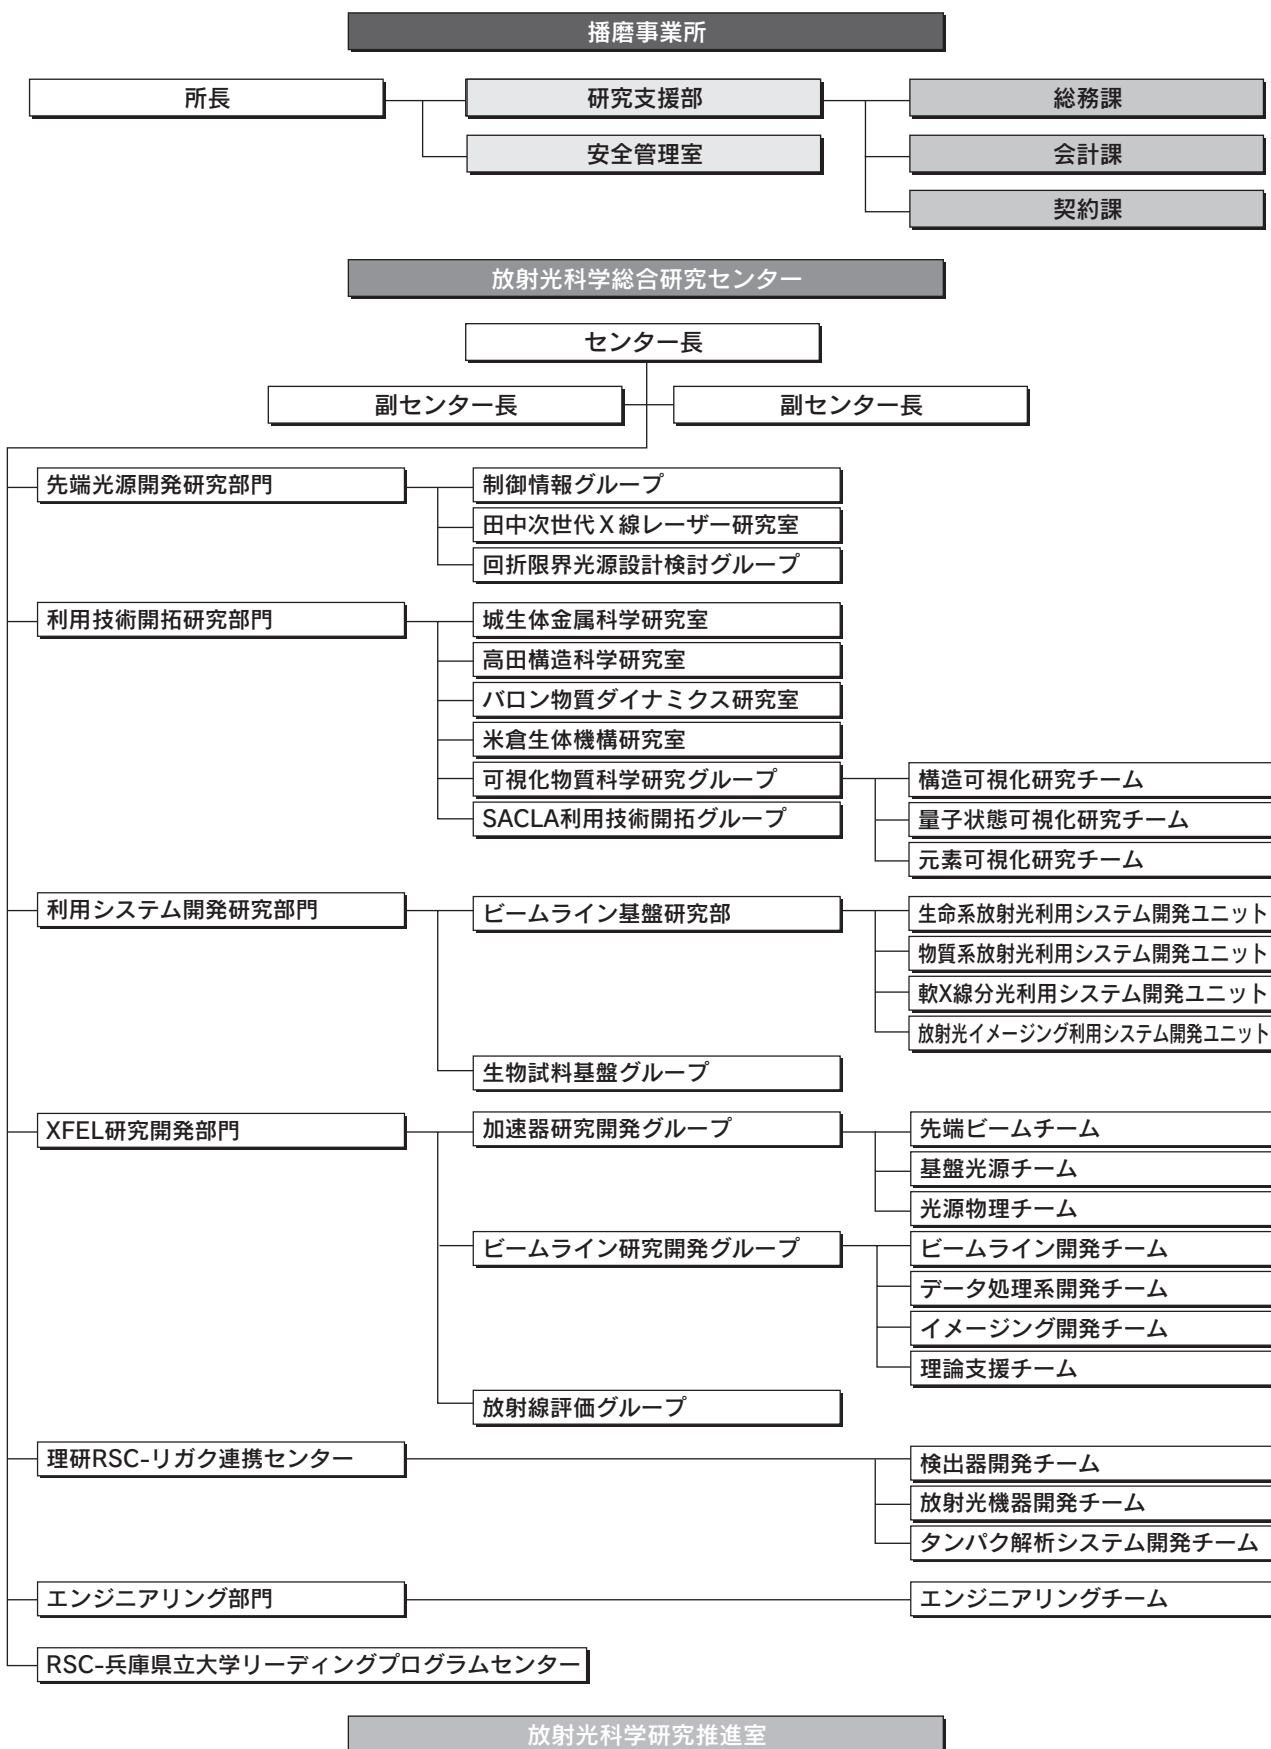 播磨事業所
所長
研究支援部
総務課
安全管理室
会計課
契約課
放射光科学総合研究センター
センター長
副センター長
副センター長
先端光源開発研究部門
制御情報グループ
田中次世代X線レーザー研究室
回折限界光源設計検討グループ
利用技術開拓研究部門
城生体金属科学研究室
高田構造科学研究室
バロン物質ダイナミクス研究室
米倉生体機構研究室
可視化物質科学研究グループ
構造可視化研究チーム
SACLA利用技術開拓グループ
量子状態可視化研究チーム
元素可視化研究チーム
利用システム開発研究部門
ビームライン基盤研究部
生命系放射光利用システム開発ユニット
物質系放射光利用システム開発ユニット
軟X線分光利用システム開発ユニット
放射光イメージング利用システム開発ユニット
生物試料基盤グループ
XFEL研究開発部門
加速器研究開発グループ
先端ビームチーム
基盤光源チーム
光源物理チーム
ビームライン研究開発グループ
ビームライン開発チーム
データ処理系開発チーム
イメージング開発チーム
理論支援チーム
放射線評価グループ
理研RSC-リガク連携センター
検出器開発チーム
放射光機器開発チーム
タンパク解析システム開発チーム
エンジニアリング部門
エンジニアリングチーム
RSC-兵庫県立大学リーディングプログラムセンター
放射光科学研究推進室